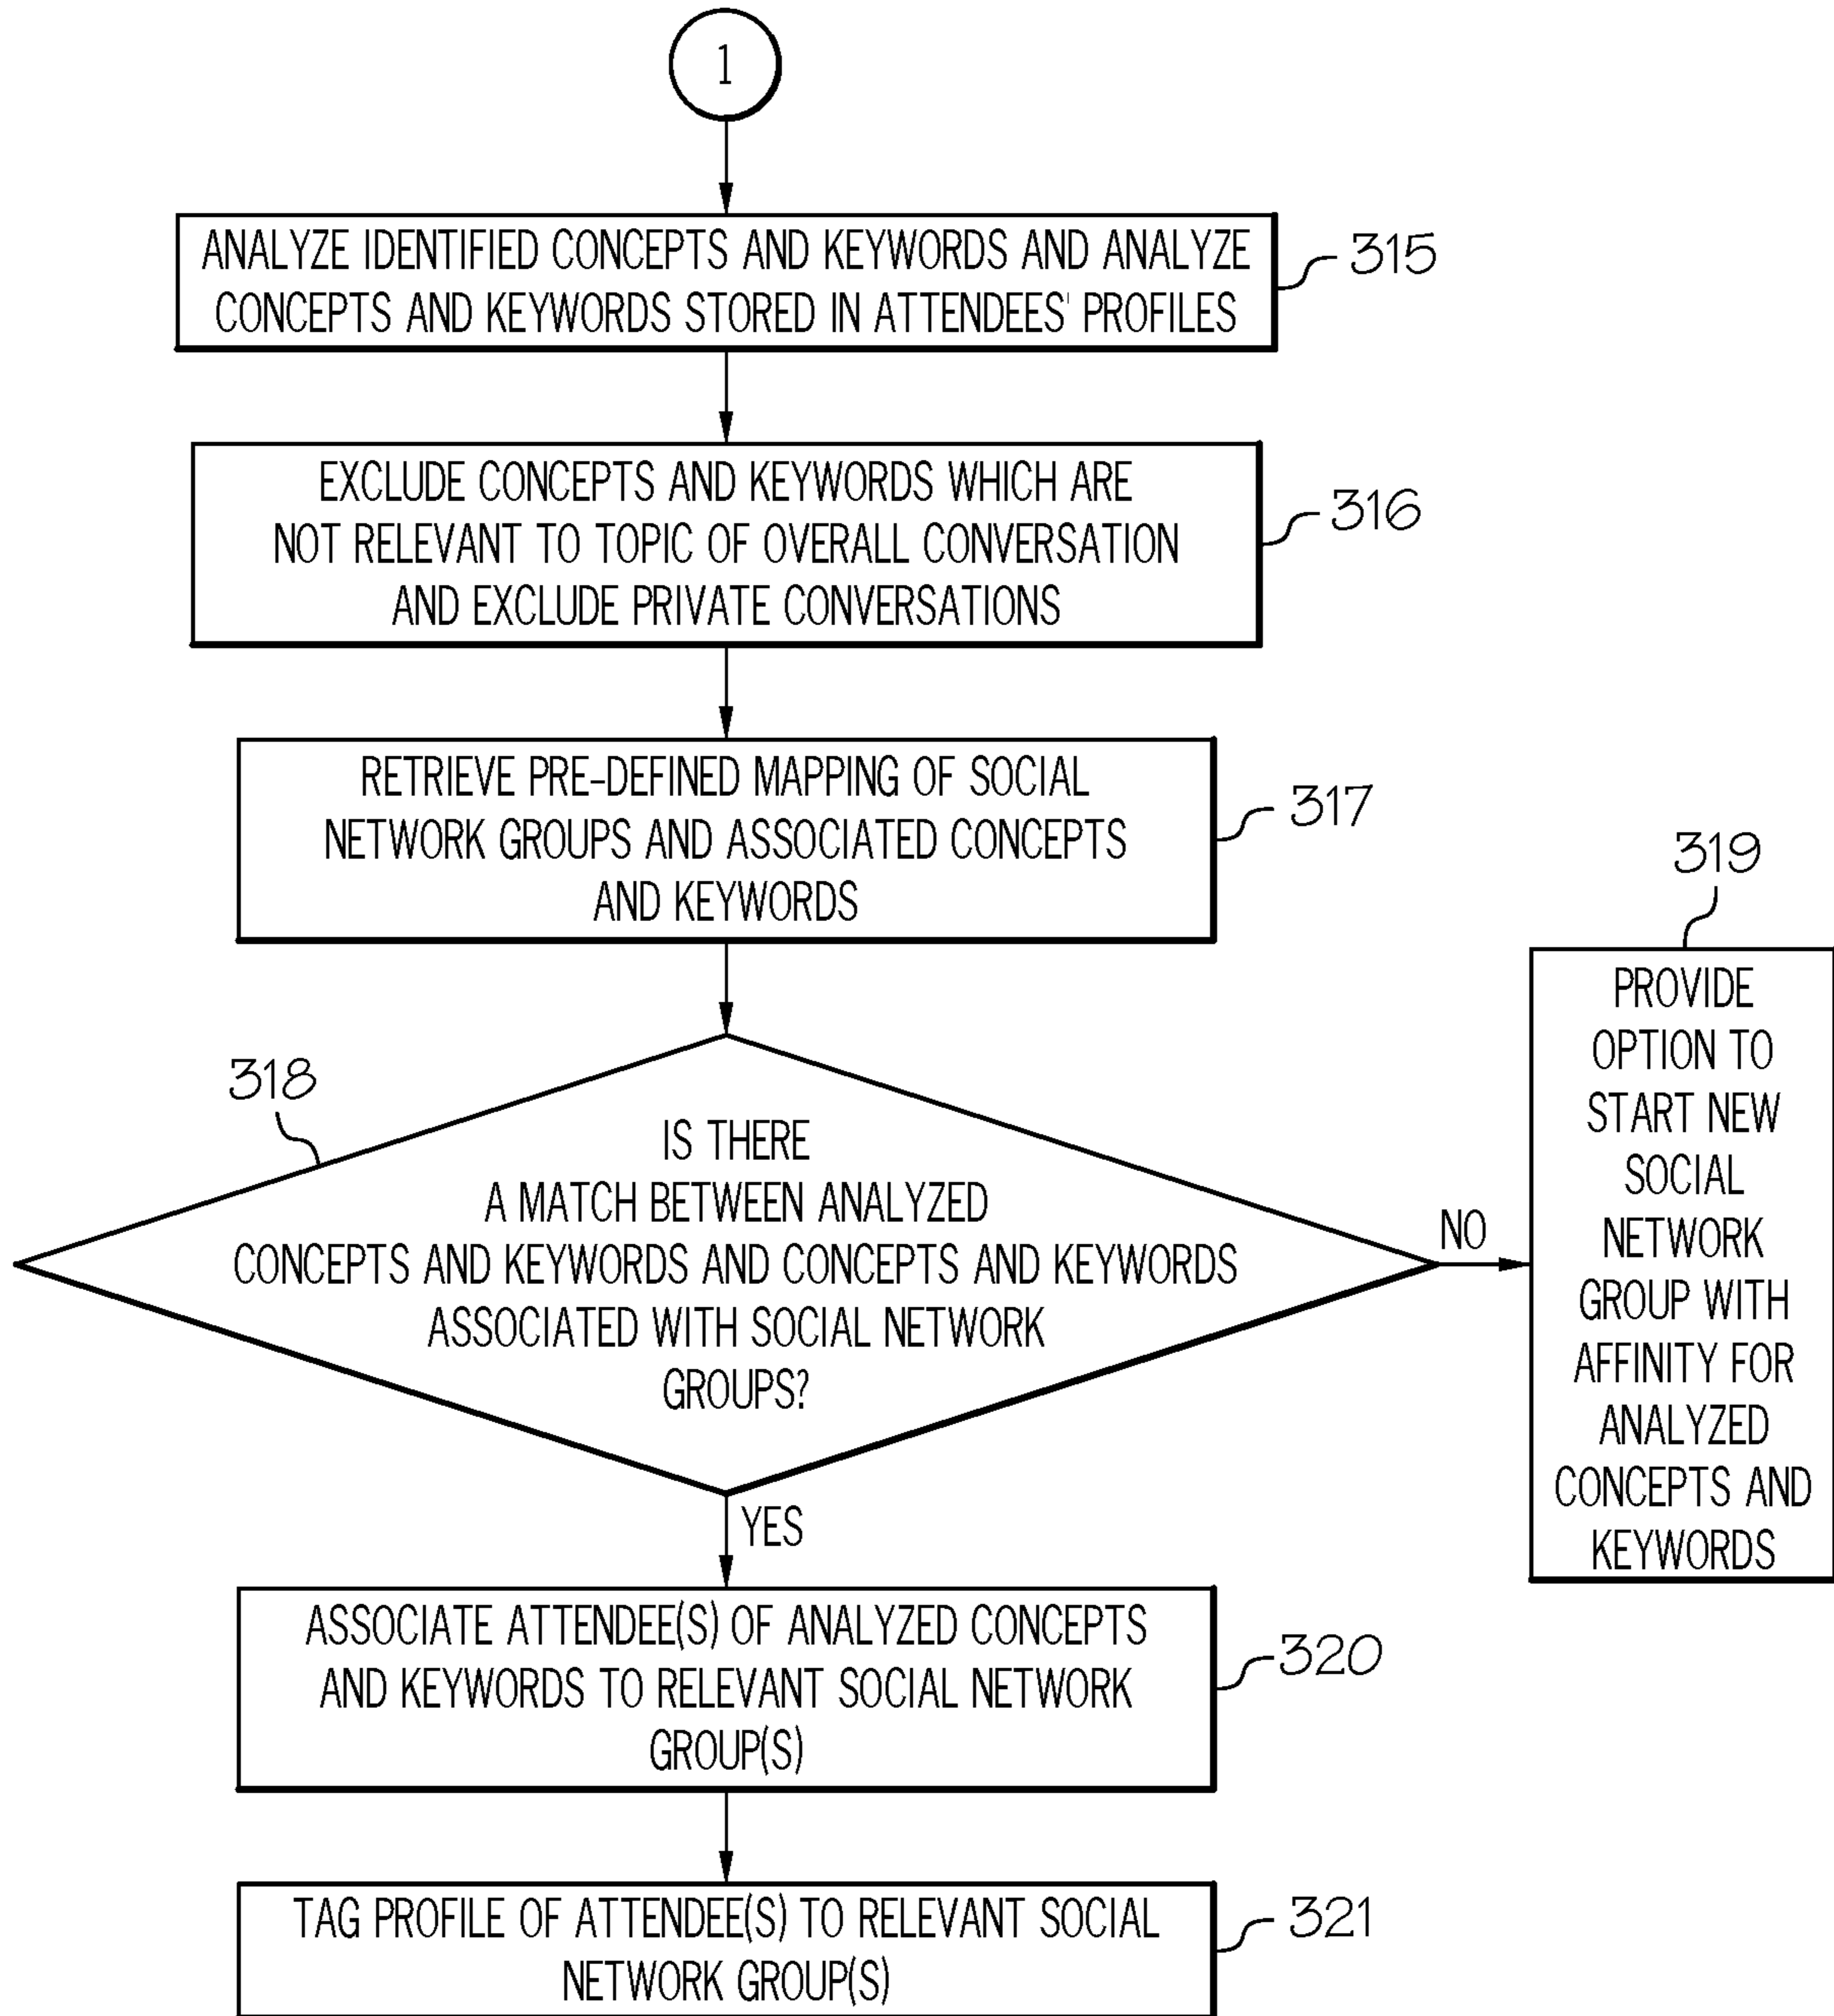 1
ANALYZE IDENTIFIED CONCEPTS AND KEYWORDS AND ANALYZE
CONCEPTS AND KEYWORDS STORED IN ATTENDEES' PROFILES
315
EXCLUDE CONCEPTS AND KEYWORDS WHICH ARE
NOT RELEVANT TO TOPIC OF OVERALL CONVERSATION
AND EXCLUDE PRIVATE CONVERSATIONS
316
RETRIEVE PRE-DEFINED MAPPING OF SOCIAL
NETWORK GROUPS AND ASSOCIATED CONCEPTS
AND KEYWORDS
317
318
IS THERE
A MATCH BETWEEN ANALYZED
CONCEPTS AND KEYWORDS AND CONCEPTS AND KEYWORDS
ASSOCIATED WITH SOCIAL NETWORK
GROUPS?
NO
319
PROVIDE
OPTION TO
START NEW
SOCIAL
NETWORK
GROUP WITH
AFFINITY FOR
ANALYZED
CONCEPTS AND
KEYWORDS
YES
ASSOCIATE ATTENDEE(S) OF ANALYZED CONCEPTS
AND KEYWORDS TO RELEVANT SOCIAL NETWORK
GROUP(S)
320
TAG PROFILE OF ATTENDEE(S) TO RELEVANT SOCIAL
NETWORK GROUP(S)
321